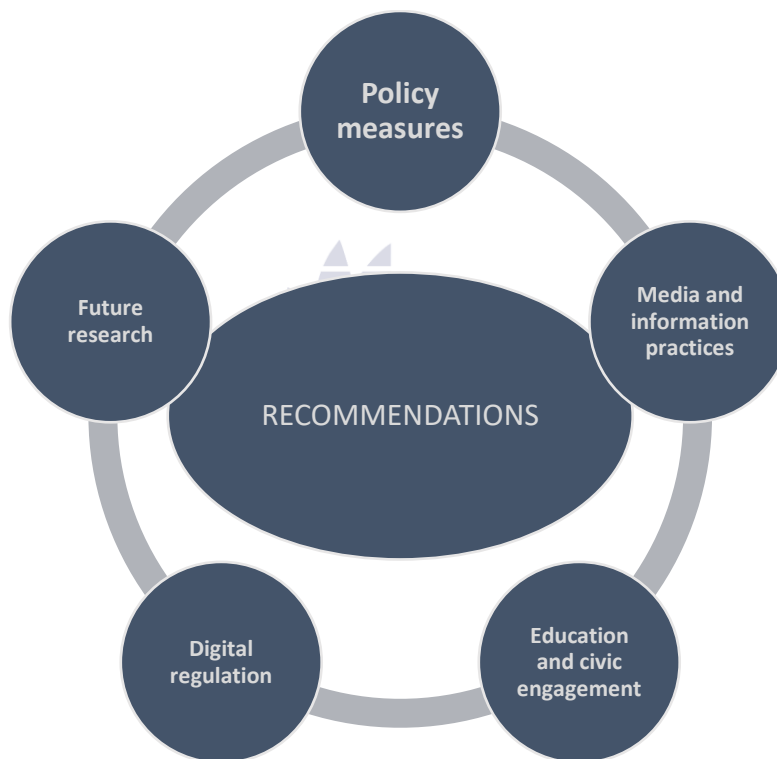 Policy
measures
Media and
information
practices
Education
and civic
engagement
Digital
regulation
Future
research
RECOMMENDATIONS